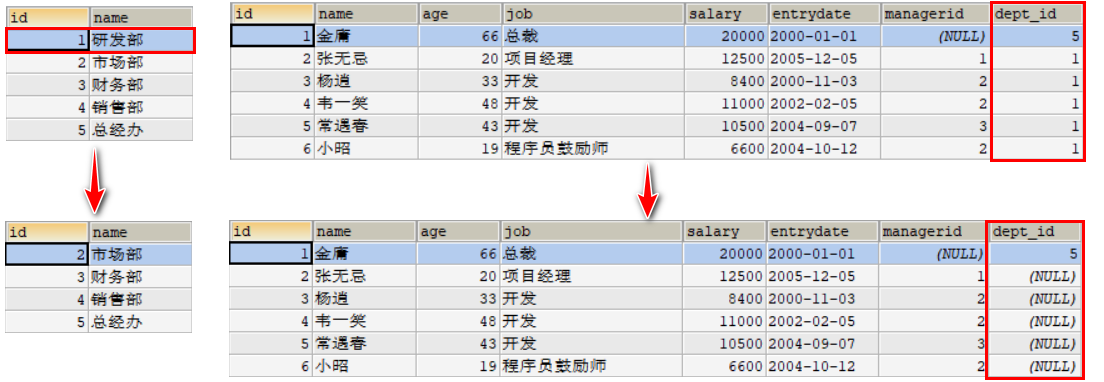 id name
1 研发部
2 市场部
3 财务部
4 销售部
5 总经办
id name age job salary entrydate managerid dept_id
1 金庸 66 总裁 20000 2000-01-01 (NULL) 5
2 张无忌 20 项目经理 12500 2005-12-05 1 1
3 杨逍 33 开发 8400 2000-11-03 2 1
4 韦一笑 48 开发 11000 2002-02-05 2 1
5 常遇春 43 开发 10500 2004-09-07 3 1
6 小昭 19 程序员鼓励师 6600 2004-10-12 2 1
id name
2 市场部
3 财务部
4 销售部
5 总经办
id name age job salary entrydate managerid dept_id
1 金庸 66 总裁 20000 2000-01-01 (NULL) 5
2 张无忌 20 项目经理 12500 2005-12-05 1 (NULL)
3 杨逍 33 开发 8400 2000-11-03 2 (NULL)
4 韦一笑 48 开发 11000 2002-02-05 2 (NULL)
5 常遇春 43 开发 10500 2004-09-07 3 (NULL)
6 小昭 19 程序员鼓励师 6600 2004-10-12 2 (NULL)